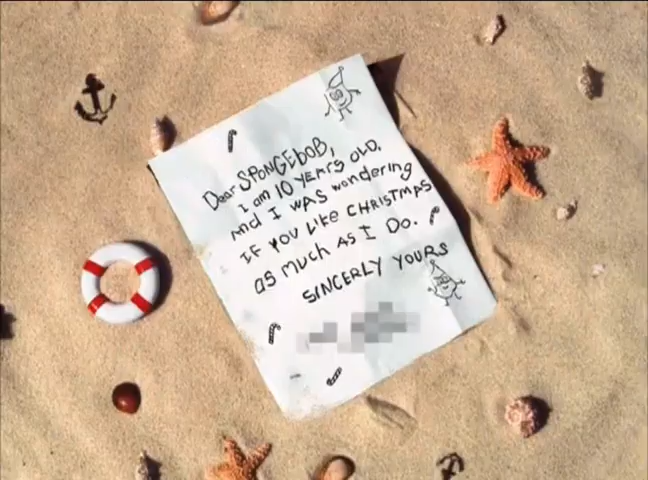 Dear SPONGEBOB,
I am 10 YEARS OLD.
and I WAS wondering
IF YOU LIKE CHRISTMAS
as MUCH AS I DO.
SINCERLY YOURS